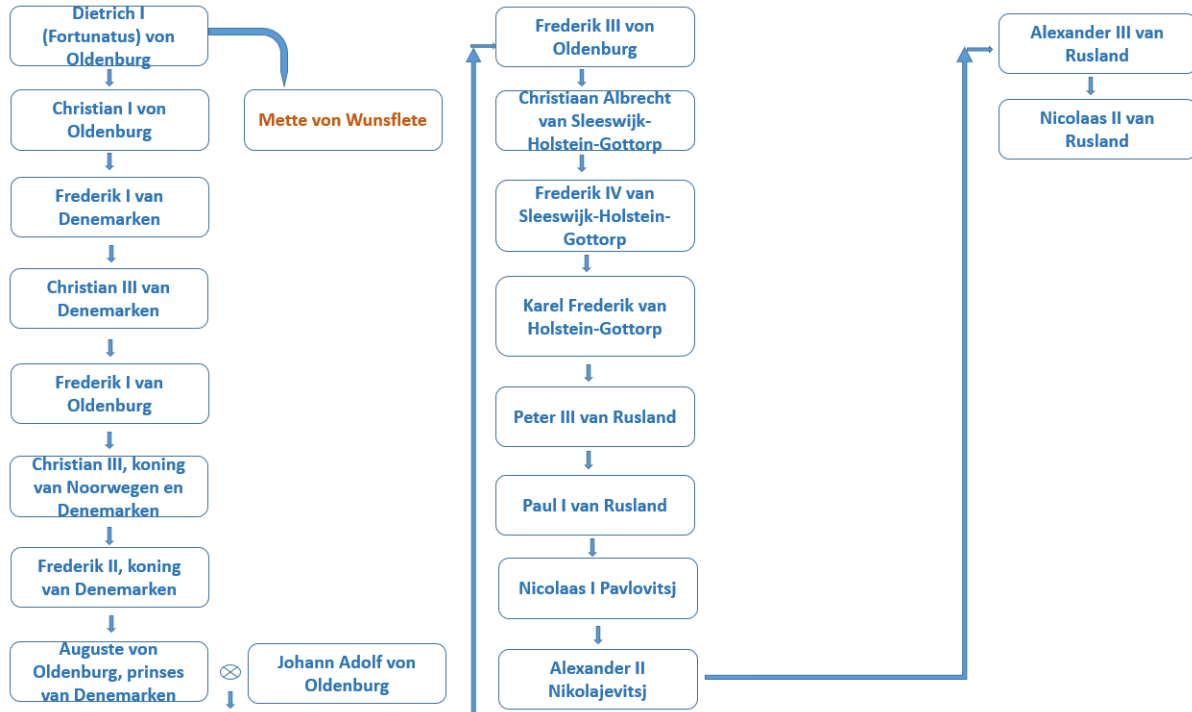 Dietrich I
(Fortunatus) von
Oldenburg
Mette von Wunsflete
Christian I von
Oldenburg
Frederik I van
Denemarken
Christian III van
Denemarken
Frederik I van
Oldenburg
Christian III, koning
van Noorwegen en
Denemarken
Frederik II, koning
van Denemarken
Auguste von
Oldenburg, prinses
van Denemarken
Johann Adolf von
Oldenburg
Frederik III von
Oldenburg
Christiaan Albrecht
van Sleeswijk-
Holstein-Gottorp
Frederik IV van
Sleeswijk-Holstein-
Gottorp
Karel Frederik van
Holstein-Gottorp
Peter III van Rusland
Paul I van Rusland
Nicolaas I Pavlovitsj
Alexander II
Nikolajevitsj
Alexander III van
Rusland
Nicolaas II van
Rusland